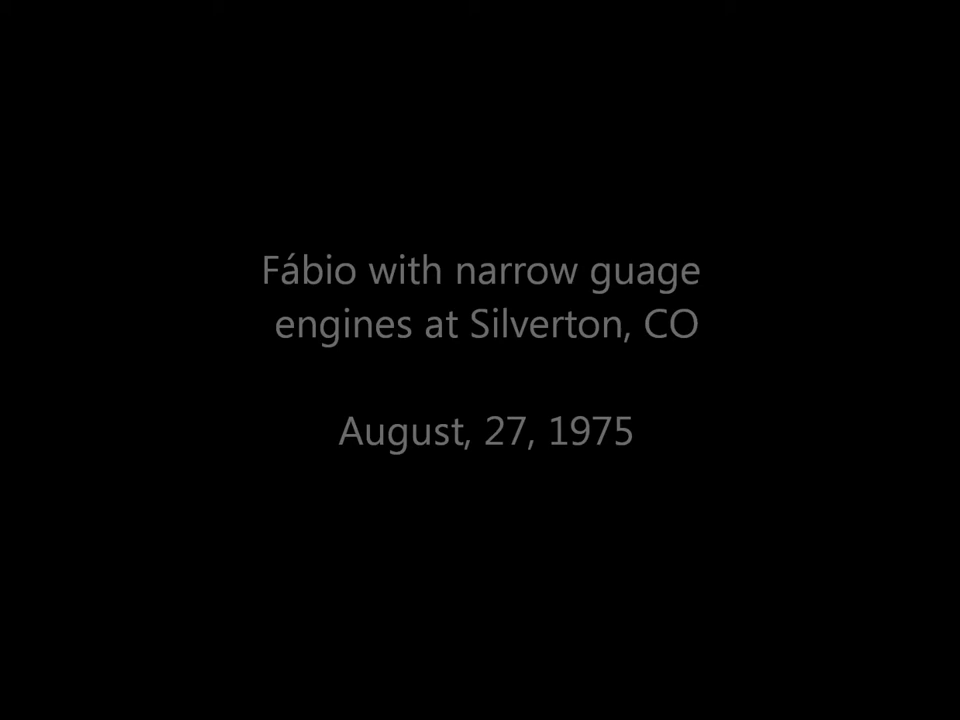 Fábio with narrow guage
engines at Silverton, CO
August, 27, 1975